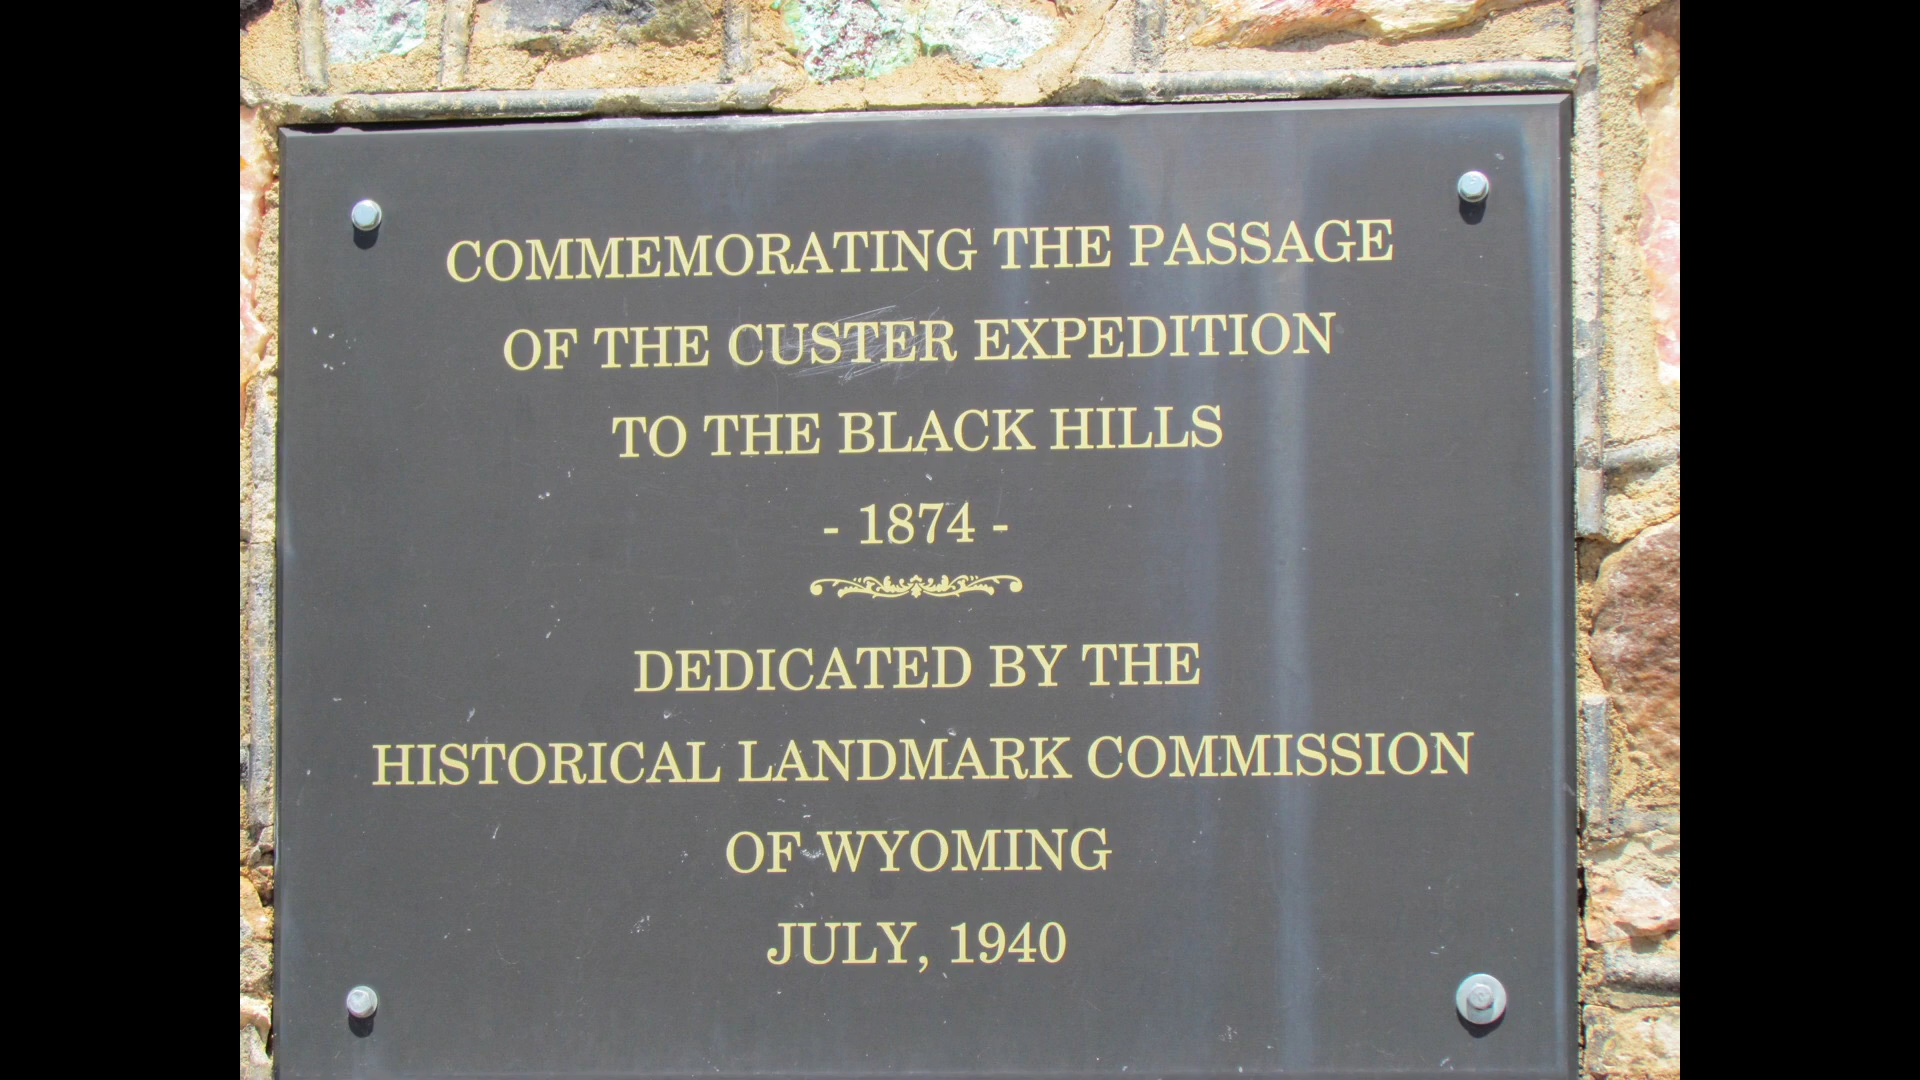 COMMEMORATING THE PASSAGE
OF THE CUSTER EXPEDITION
TO THE BLACK HILLS
- 1874 -
DEDICATED BY THE
HISTORICAL LANDMARK COMMISSION
OF WYOMING
JULY, 1940